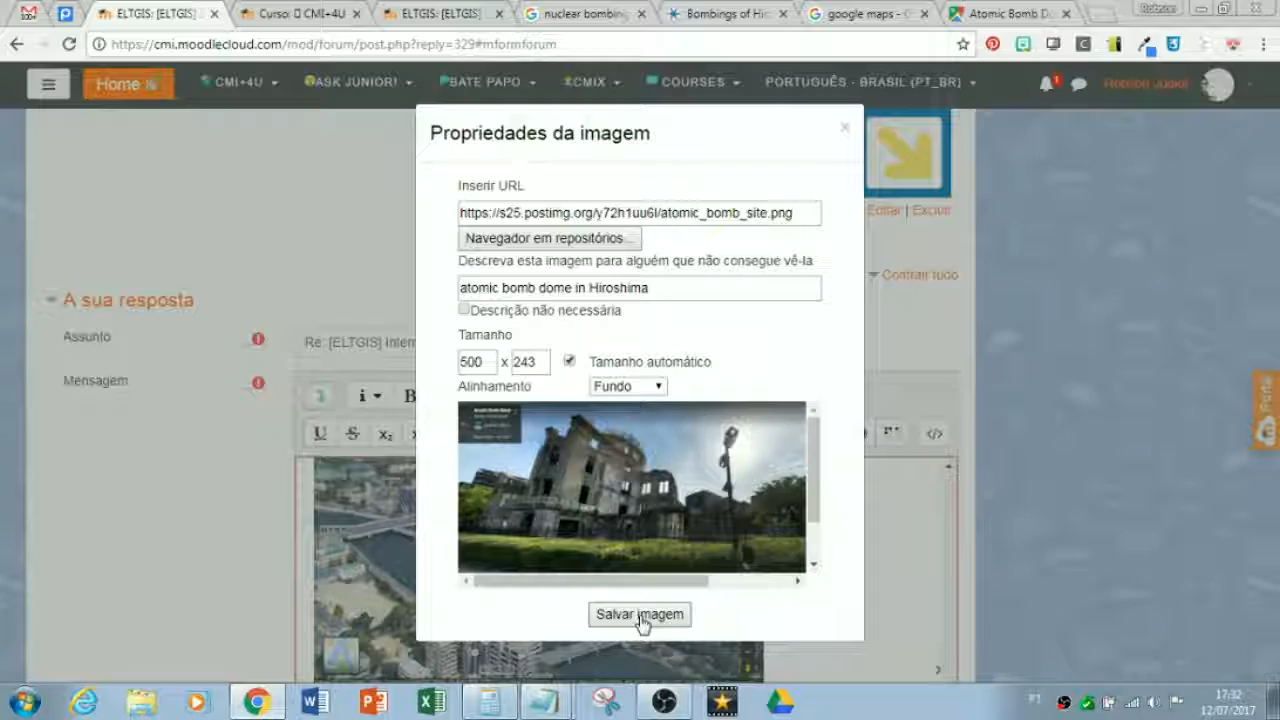 ELTGIS: [ELTGIS]
Curso: CMI+4U
ELTGIS: [ELTGIS]
nuclear bombing
Bombings of Hi
google maps
Atomic Bomb D
https://cmi.moodlecloud.com/mod/forum/post.php?reply=329#mformforum
Home
CMI+4U
ASK JÚNIOR!
BATE PAPO
CMIX
COURSES
PORTUGUÊS - BRASIL (PT_BR)
1
Propriedades da imagem
×
Inserir URL
https://s25.postimg.org/y72h1uu6l/atomic_bomb_site.png
Navegador em repositórios...
Editar | Excluir
Descreva esta imagem para alguém que não consegue vê-la
Contrair tudo
atomic bomb dome in Hiroshima
A sua resposta
Descrição não necessária
Assunto
Re: [ELTGIS] Intern
Tamanho
500 x 243
Tamanho automático
Mensagem
Alinhamento
Fundo
i
B
U S x₂
</>
Salvar imagem
17:32
12/07/2017